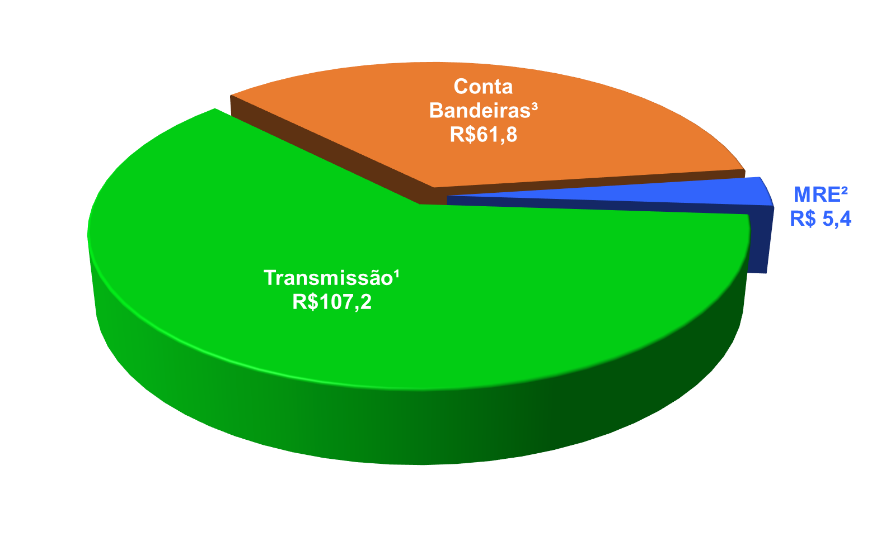 Conta
Bandeiras³
R$61,8
MRE²
R$ 5,4
Transmissão¹
R$107,2